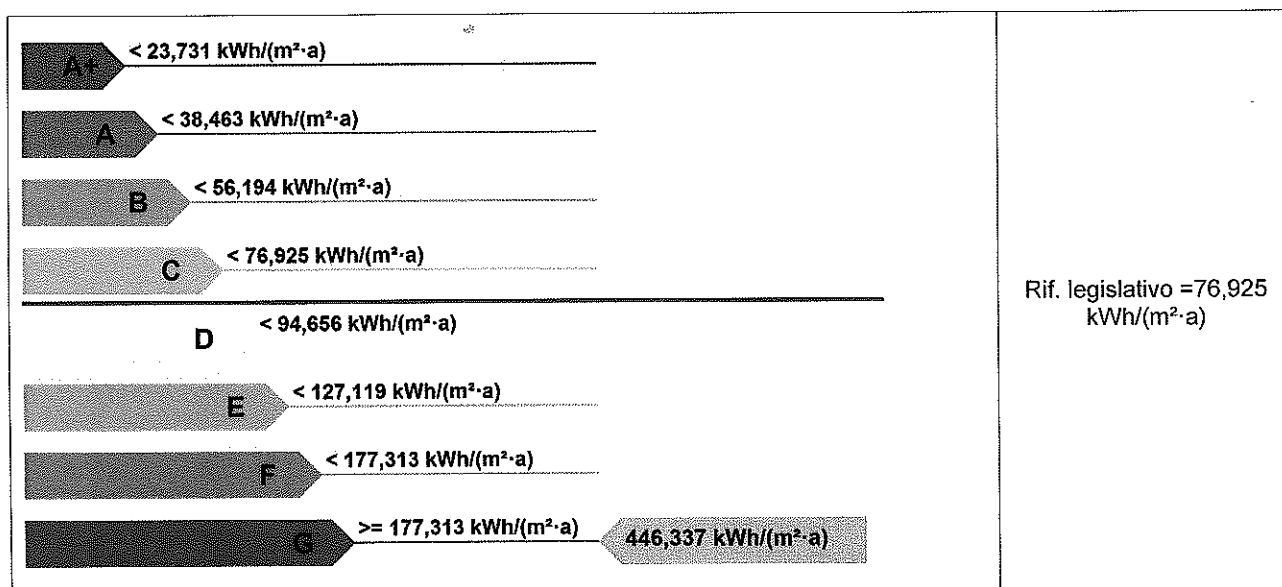 A+ < 23,731 kWh/(m²·a)
A < 38,463 kWh/(m²·a)
B < 56,194 kWh/(m²·a)
C < 76,925 kWh/(m²·a)
D < 94,656 kWh/(m²·a)
E < 127,119 kWh/(m²·a)
F < 177,313 kWh/(m²·a)
G >= 177,313 kWh/(m²·a) 446,337 kWh/(m²·a)
Rif. legislativo =76,925
kWh/(m²·a)